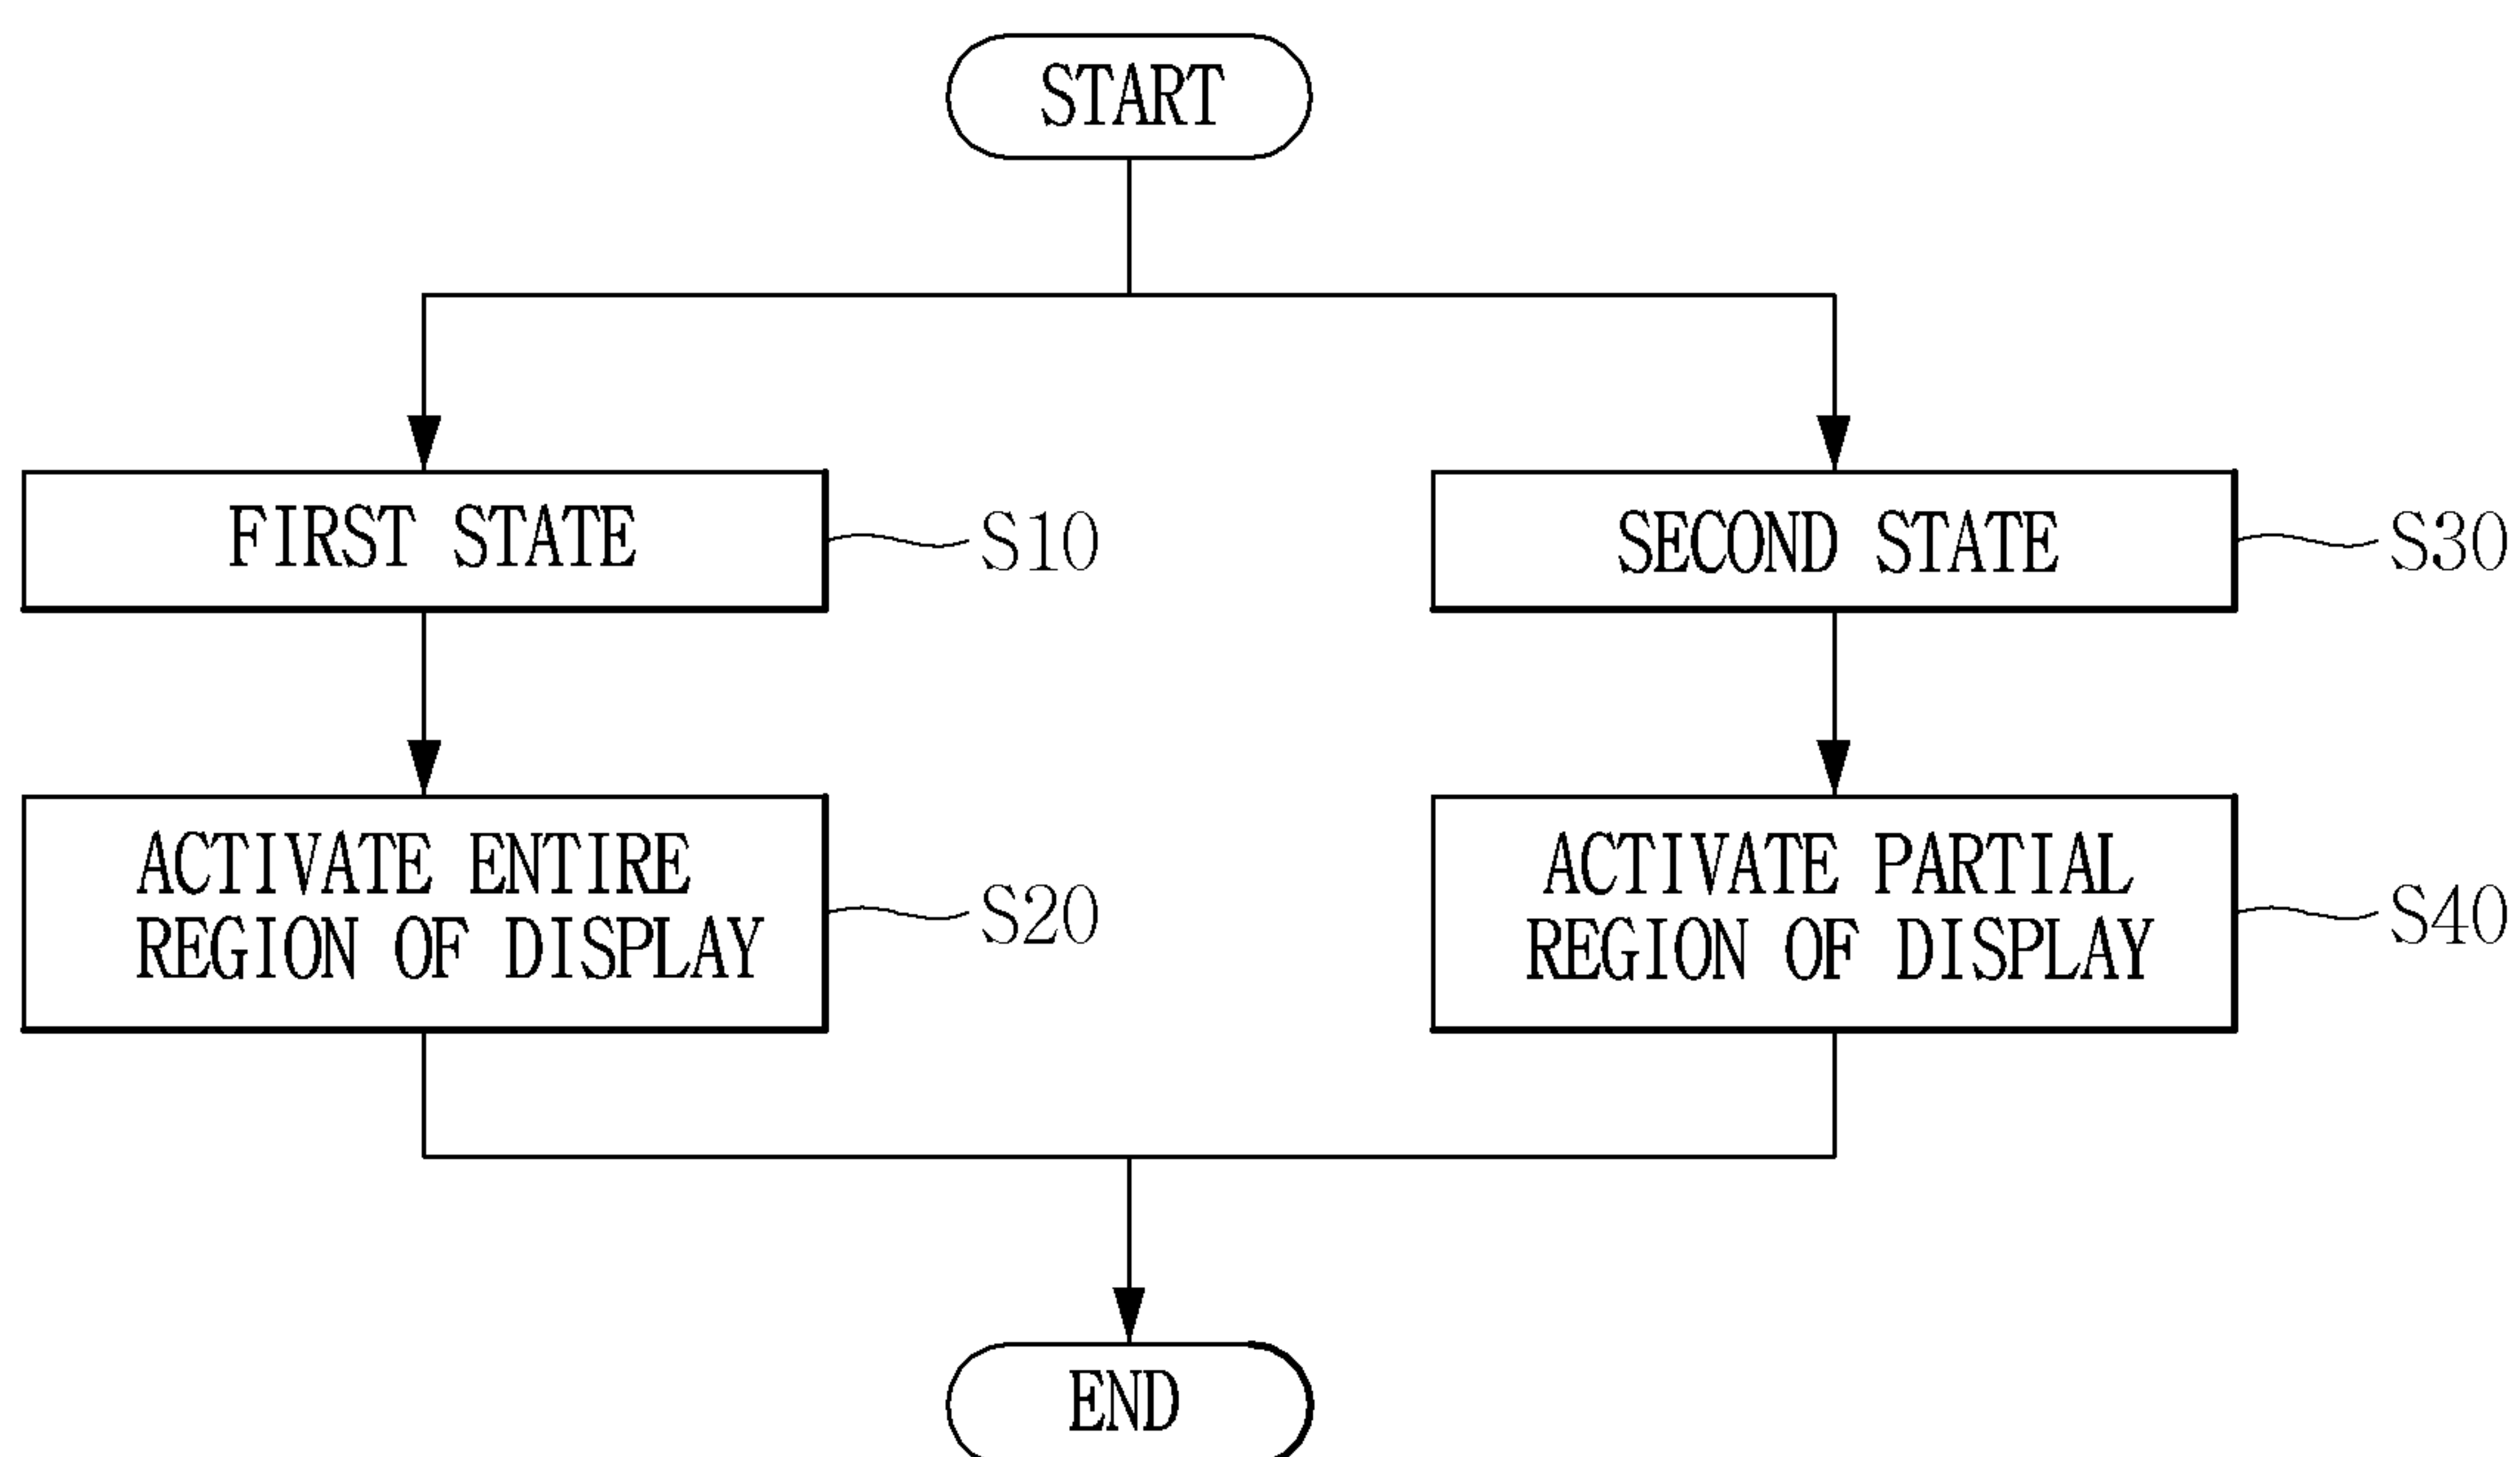 START
FIRST STATE
S10
SECOND STATE
S30
ACTIVATE ENTIRE
REGION OF DISPLAY
S20
ACTIVATE PARTIAL
REGION OF DISPLAY
S40
END